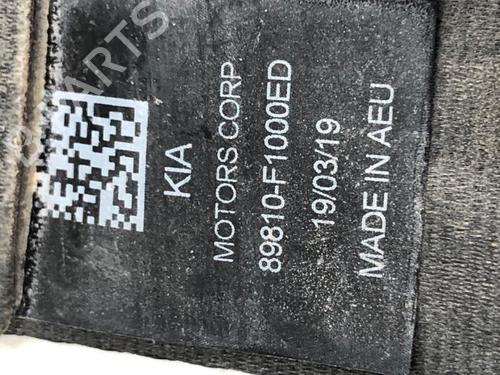 KIA
MOTORS CORP
89810-F1000ED
19/03/19
MADE IN AEU